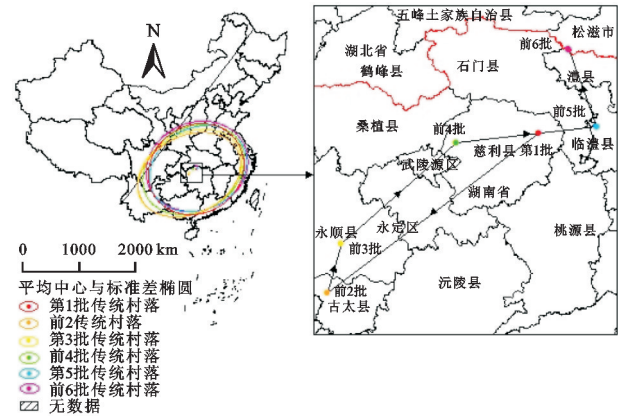 N
0 1000 2000 km
平均中心与标准差椭圆
第1批传统村落
前2传统村落
第3批传统村落
前4批传统村落
第5批传统村落
前6批传统村落
无数据
五峰土家族自治县
松滋市
前6批
湖北省
鹤峰县
石门县
澧县
桑植县
前5批
前4批
慈利县
第1批
临澧县
武陵源区
湖南省
永顺县
永定区
前3批
桃源县
沅陵县
前2批
古太县